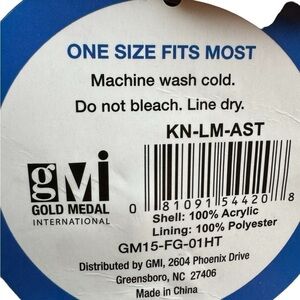 ONE SIZE FITS MOST
Machine wash cold.
Do not bleach. Line dry.
KN-LM-AST
gMi
GOLD MEDAL
INTERNATIONAL
0 81091 54420 8
Shell: 100% Acrylic
Lining: 100% Polyester
GM15-FG-01HT
Distributed by GMI, 2604 Phoenix Drive
Greensboro, NC 27406
Made in China